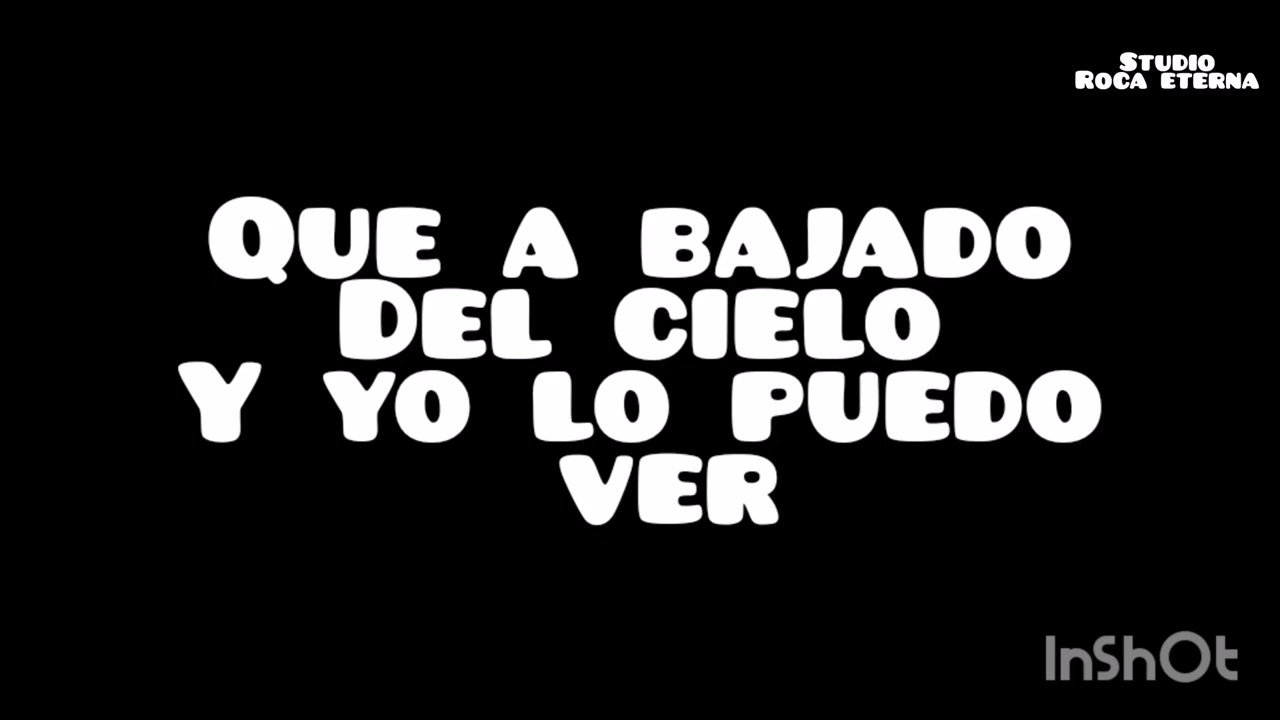 Studio
Roca eterna
Que a bajado
Del cielo
Y yo lo puedo
ver
InShOt